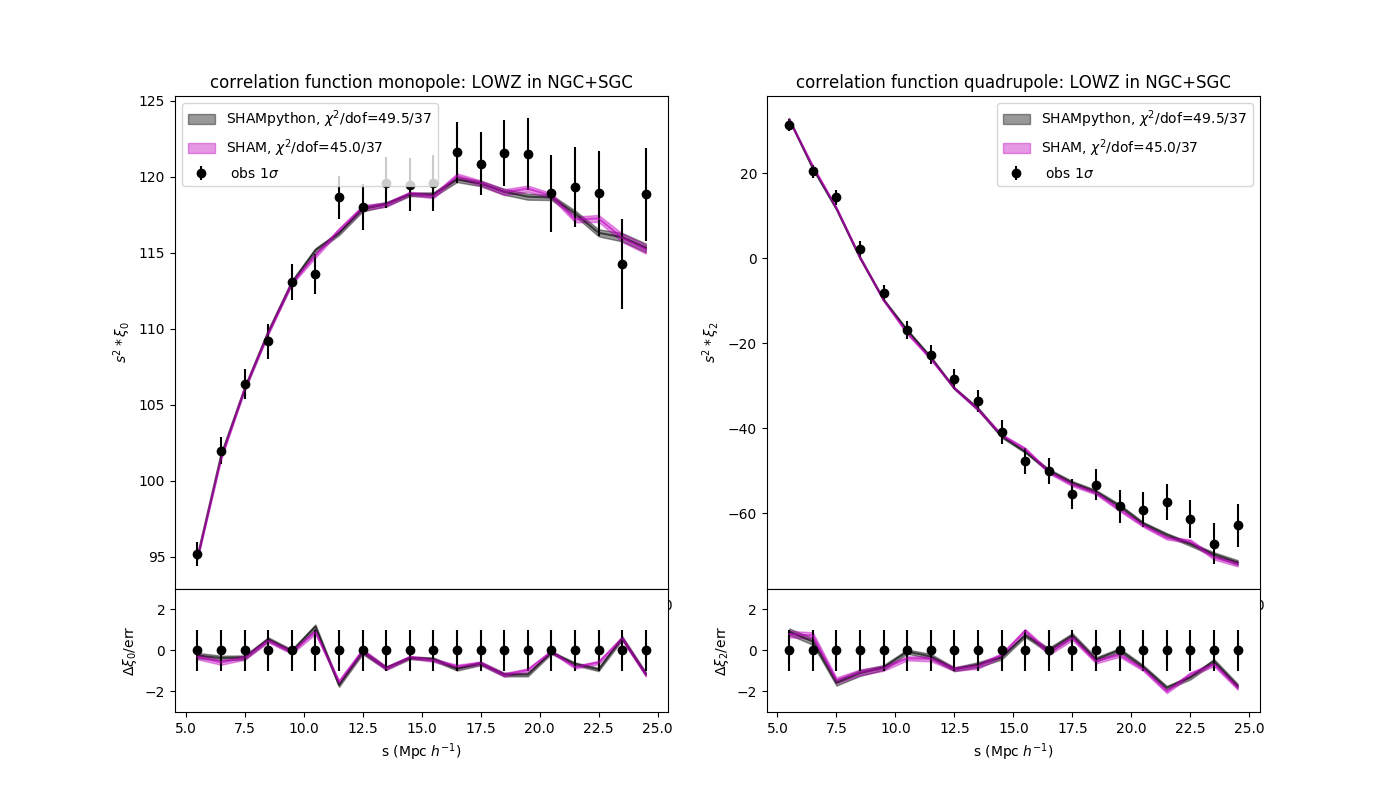 correlation function monopole: LOWZ in NGC+SGC
SHAMpython, χ²/dof=49.5/37
SHAM, χ²/dof=45.0/37
obs 1σ
125
120
115
110
105
100
95
s² * ξ₀
2
0
−2
Δξ₀/err
0
5.0 7.5 10.0 12.5 15.0 17.5 20.0 22.5 25.0
s (Mpc h⁻¹)
correlation function quadrupole: LOWZ in NGC+SGC
SHAMpython, χ²/dof=49.5/37
SHAM, χ²/dof=45.0/37
obs 1σ
20
0
−20
−40
−60
s² * ξ₂
2
0
−2
Δξ₂/err
0
5.0 7.5 10.0 12.5 15.0 17.5 20.0 22.5 25.0
s (Mpc h⁻¹)